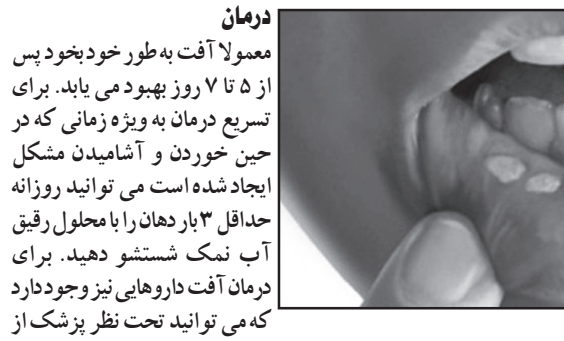 درمان
معمولا آفت به‌طور خودبخود پس
از ۵ تا ۷ روز بهبود می یابد. برای
تسریع درمان به ویژه زمانی که در
حین خوردن و آشامیدن مشکل
ایجاد شده است می توانید روزانه
حداقل ۳ بار دهان را با محلول رقیق
آب نمک شستشو دهید. برای
درمان آفت داروهایی نیز وجود دارد
که می توانید تحت نظر پزشک از